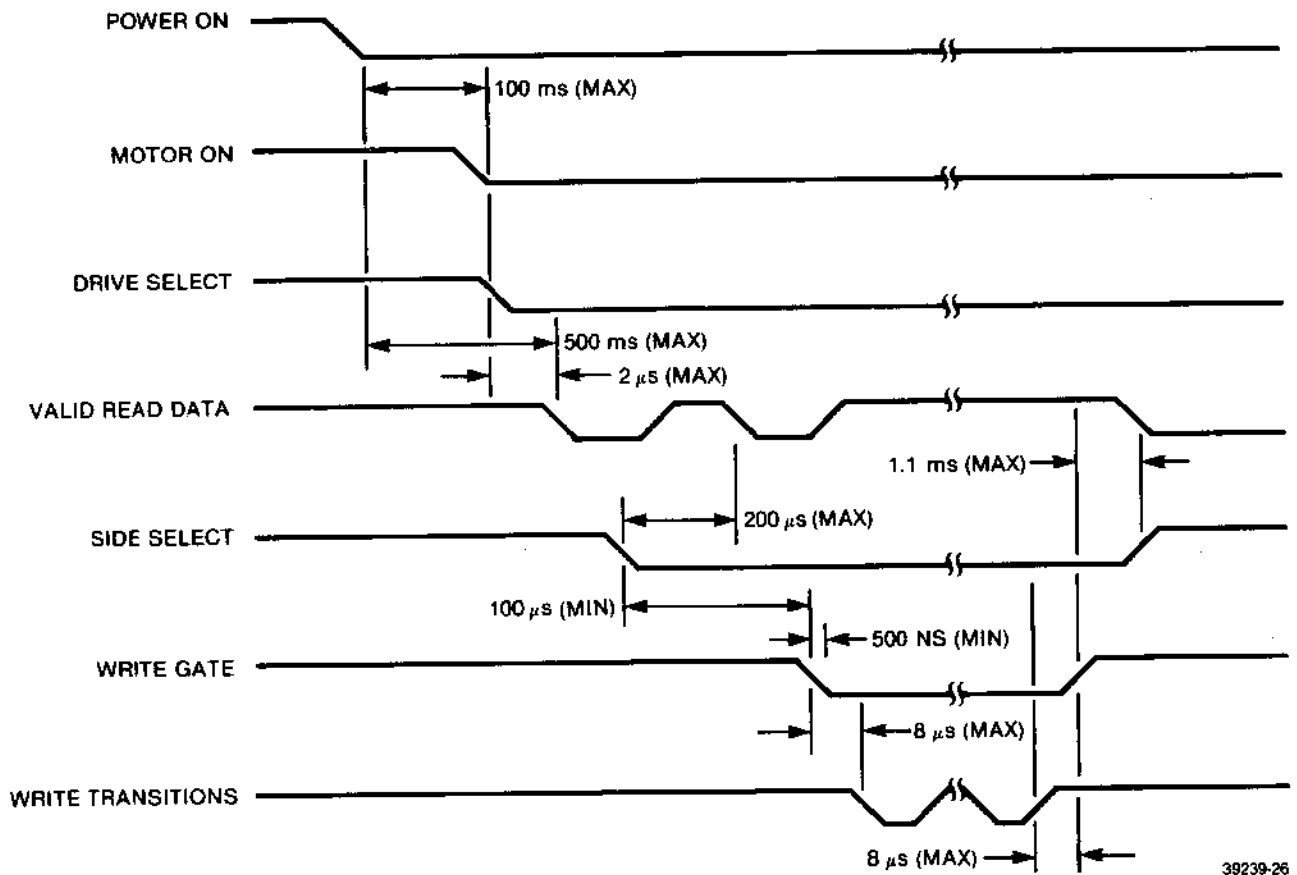 POWER ON
100 ms (MAX)
MOTOR ON
DRIVE SELECT
500 ms (MAX)
2 µs (MAX)
VALID READ DATA
1.1 ms (MAX)
200 µs (MAX)
SIDE SELECT
100 µs (MIN)
500 NS (MIN)
WRITE GATE
8 µs (MAX)
WRITE TRANSITIONS
8 µs (MAX)
39239-26